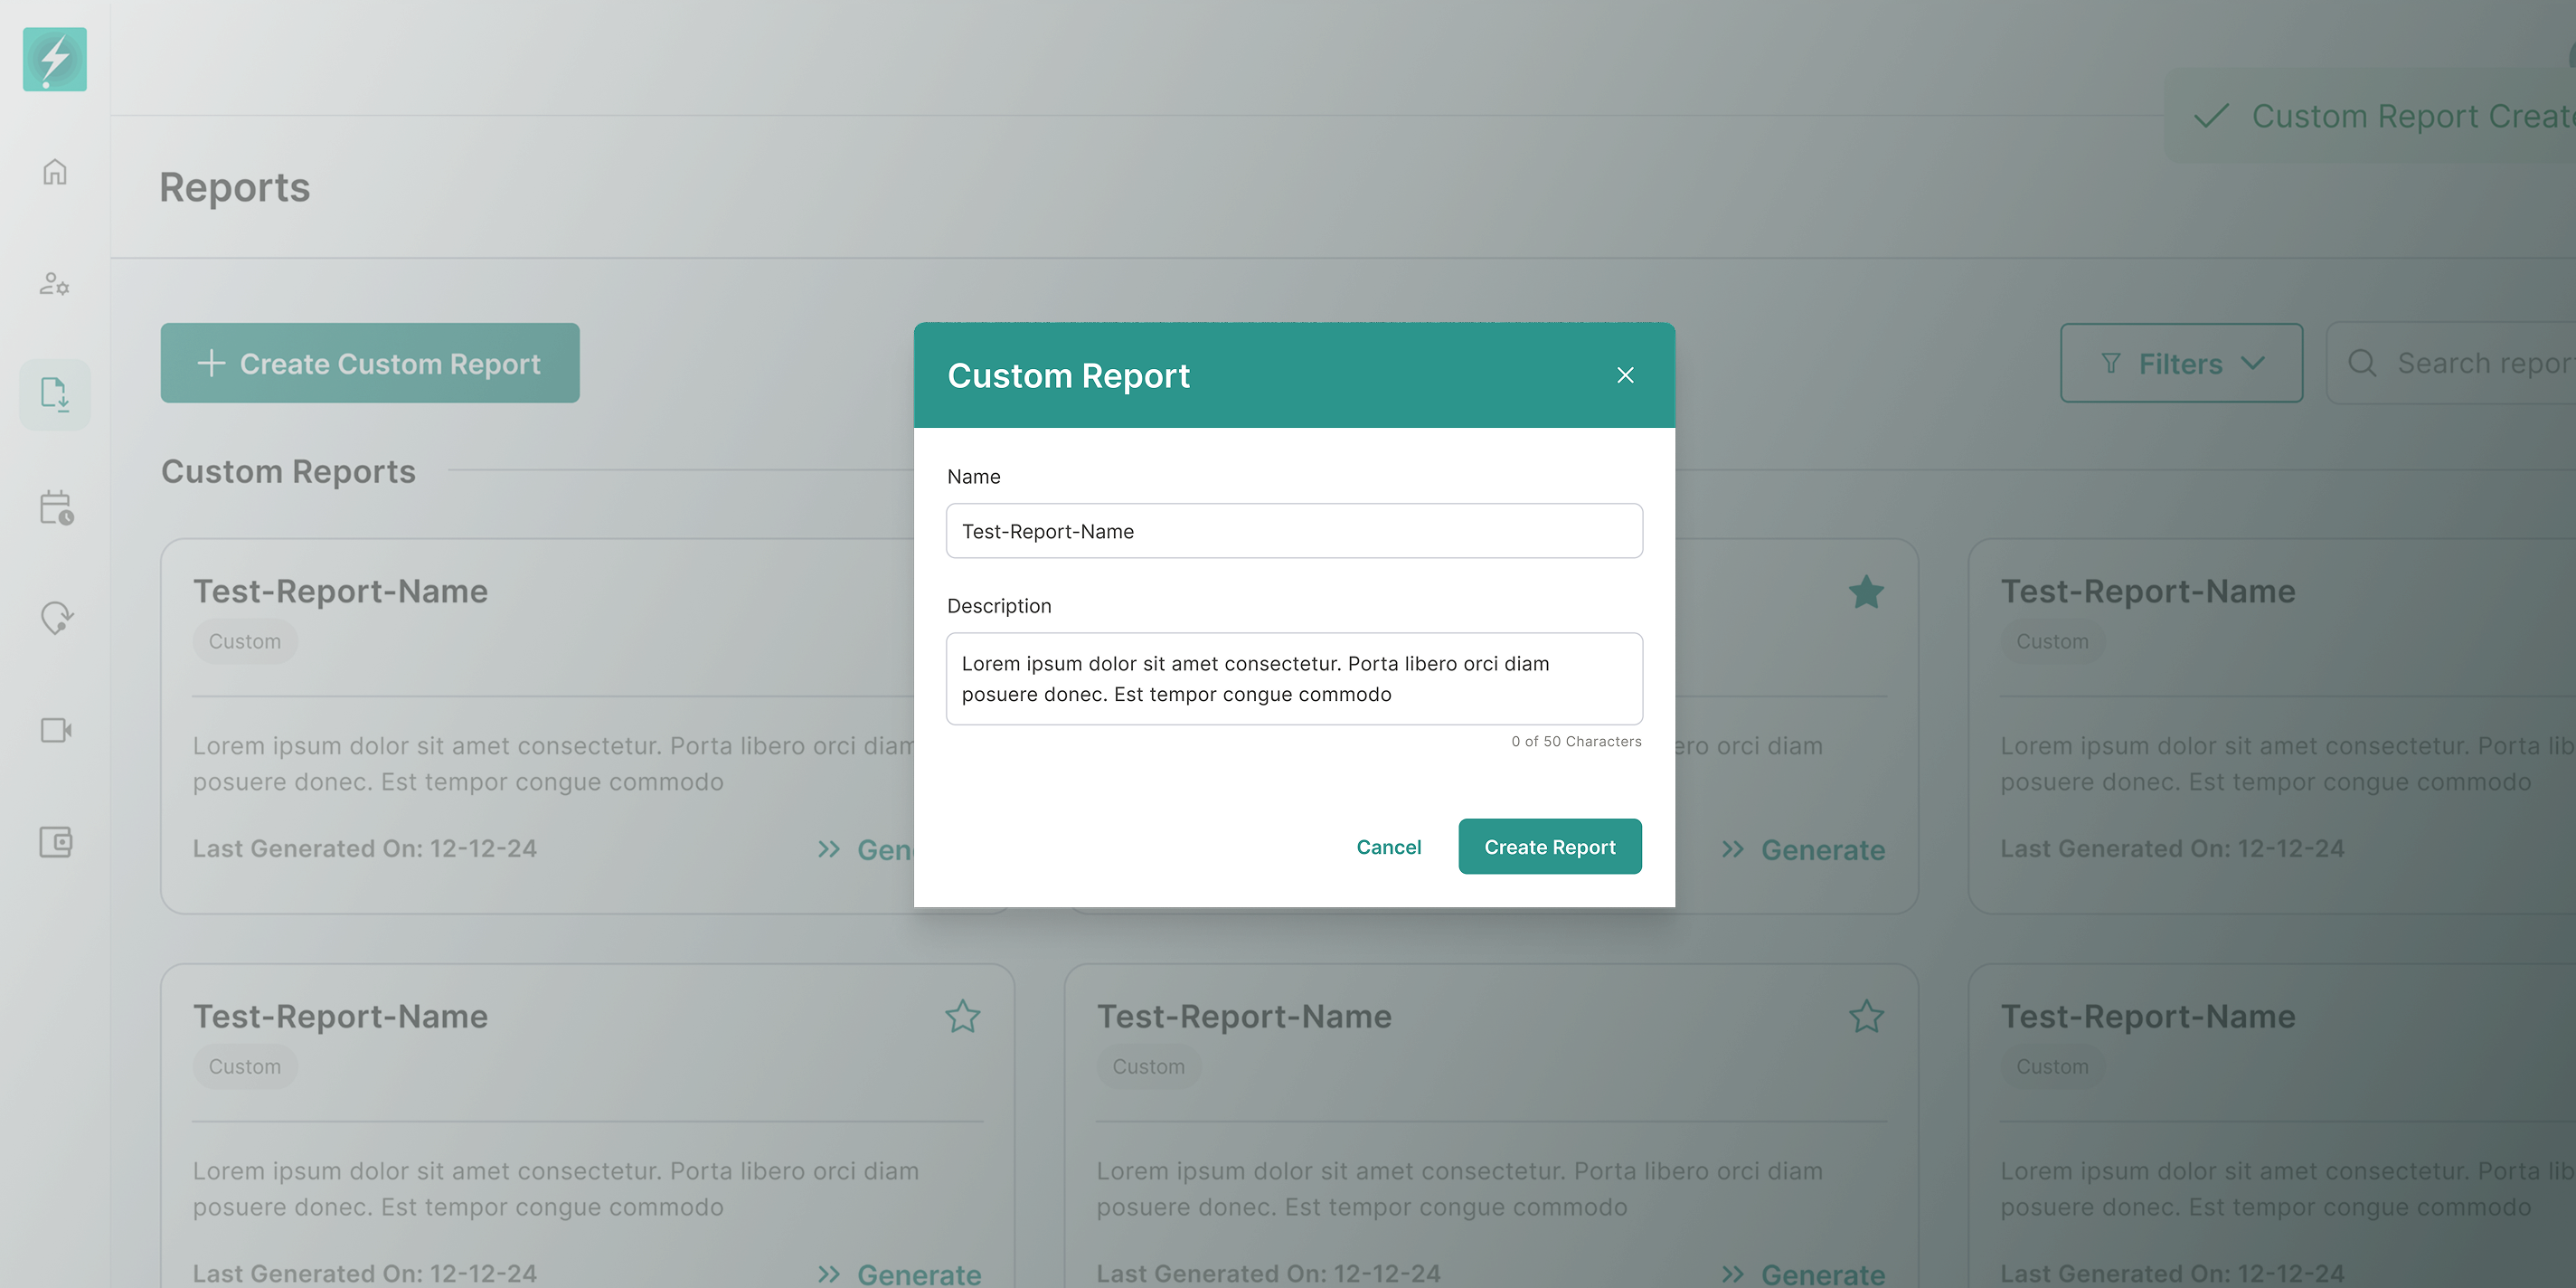 Custom Report Create
Reports
Create Custom Report
Filters
Search repor
Custom Reports
Test-Report-Name
Custom
Lorem ipsum dolor sit amet consectetur. Porta libero orci diam
posuere donec. Est tempor congue commodo
Last Generated On: 12-12-24
Gen
ero orci diam
Generate
Test-Report-Name
Custom
Lorem ipsum dolor sit amet consectetur. Porta lib
posuere donec. Est tempor congue commodo
Last Generated On: 12-12-24
Custom Report
Name
Test-Report-Name
Description
Lorem ipsum dolor sit amet consectetur. Porta libero orci diam
posuere donec. Est tempor congue commodo
0 of 50 Characters
Cancel
Create Report
Test-Report-Name
Custom
Lorem ipsum dolor sit amet consectetur. Porta libero orci diam
posuere donec. Est tempor congue commodo
Last Generated On: 12-12-24
Generate
Test-Report-Name
Custom
Lorem ipsum dolor sit amet consectetur. Porta libero orci diam
posuere donec. Est tempor congue commodo
Last Generated On: 12-12-24
Generate
Test-Report-Name
Custom
Lorem ipsum dolor sit amet consectetur. Porta lib
posuere donec. Est tempor congue commodo
Last Generated On: 12-12-24